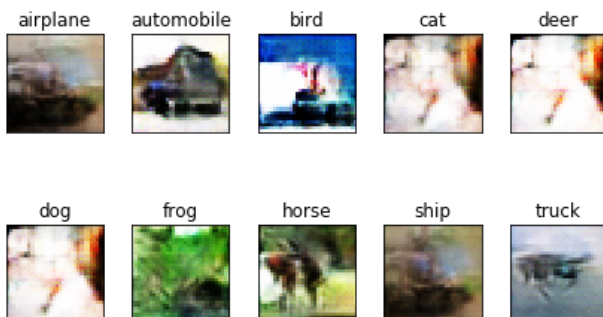 airplane automobile bird cat deer
dog frog horse ship truck